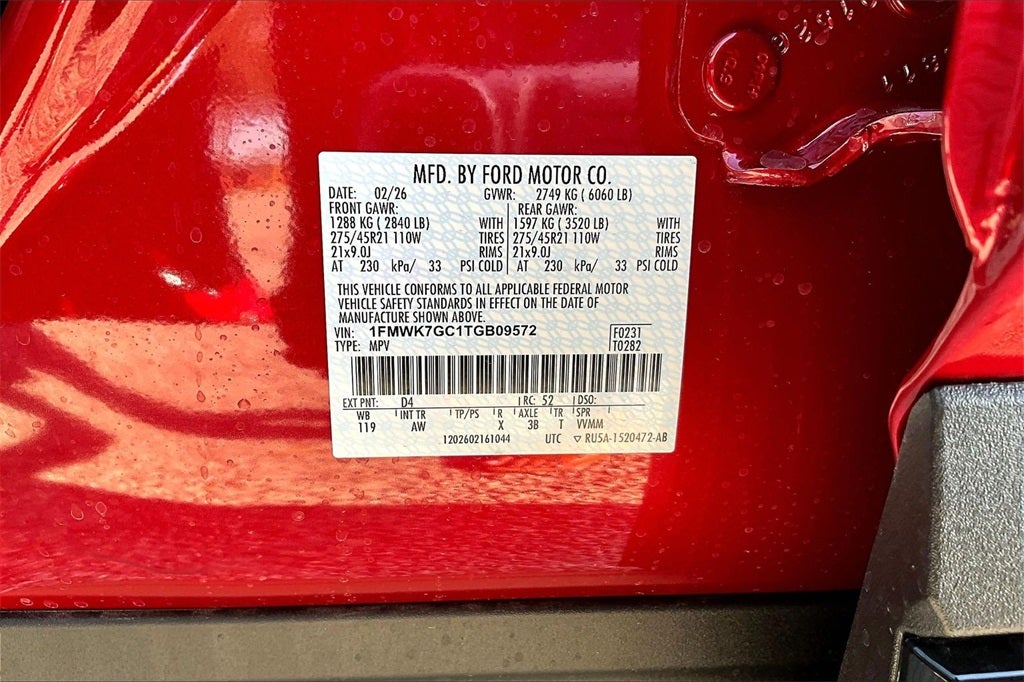 MFD. BY FORD MOTOR CO.
DATE: 02/26 GVWR: 2749 KG ( 6060 LB)
FRONT GAWR: REAR GAWR:
1288 KG ( 2840 LB) WITH 1597 KG ( 3520 LB) WITH
275/45R21 110W TIRES 275/45R21 110W TIRES
21x9.0J RIMS 21x9.0J RIMS
AT 230 kPa/ 33 PSI COLD AT 230 kPa/ 33 PSI COLD
THIS VEHICLE CONFORMS TO ALL APPLICABLE FEDERAL MOTOR
VEHICLE SAFETY STANDARDS IN EFFECT ON THE DATE OF
MANUFACTURE SHOWN ABOVE.
VIN: 1FMWK7GC1TGB09572 F0231
TYPE: MPV T0282
EXT PNT: D4 RC: 52 DSO:
WB INT TR TP/PS R AXLE TR SPR
119 AW X 3B T VVMM
1202602161044 UTC ▽ RU5A-1520472-AB